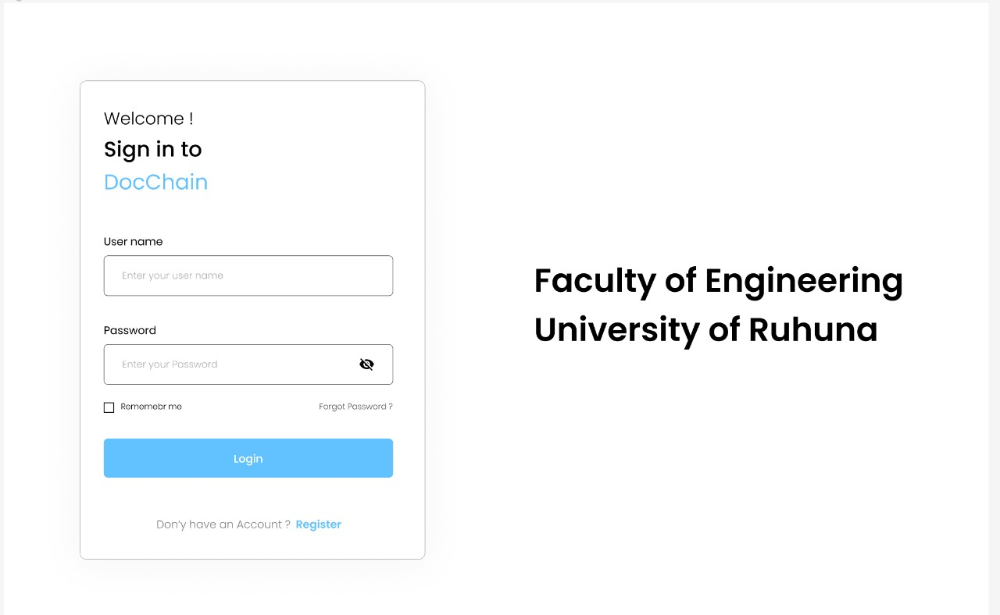 Welcome !
Sign in to
DocChain
User name
Enter your user name
Password
Enter your Password
Rememebr me
Forgot Password ?
Login
Don'y have an Account ? Register
Faculty of Engineering
University of Ruhuna